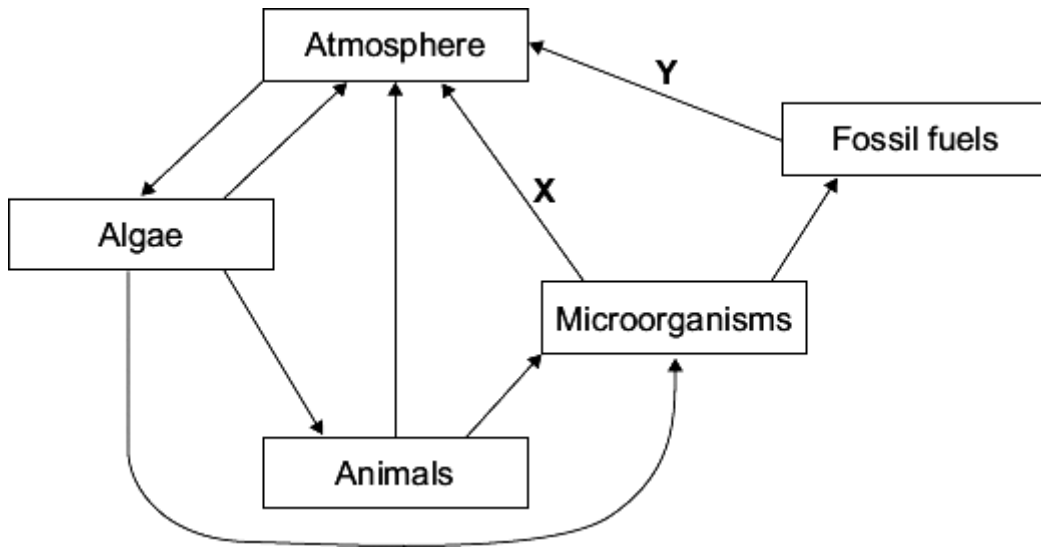 Atmosphere
Y
Fossil fuels
X
Algae
Microorganisms
Animals